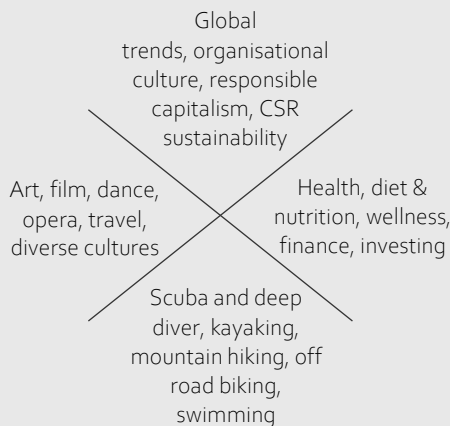 Global
trends, organisational
culture, responsible
capitalism, CSR
sustainability
Art, film, dance,
opera, travel,
diverse cultures
Health, diet &
nutrition, wellness,
finance, investing
Scuba and deep
diver, kayaking,
mountain hiking, off
road biking,
swimming